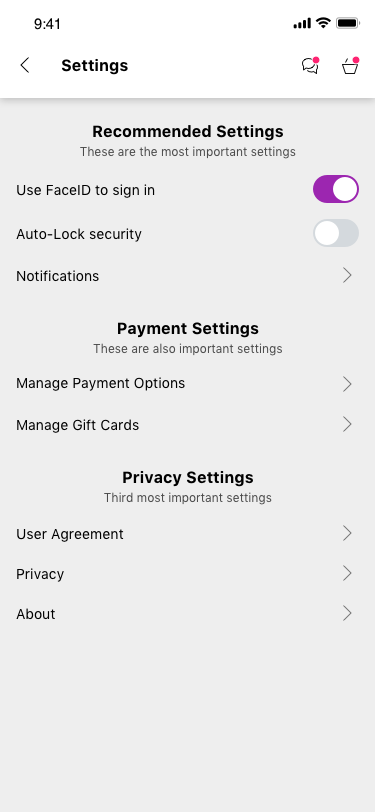 9:41
Settings
Recommended Settings
These are the most important settings
Use FaceID to sign in
Auto-Lock security
Notifications
Payment Settings
These are also important settings
Manage Payment Options
Manage Gift Cards
Privacy Settings
Third most important settings
User Agreement
Privacy
About